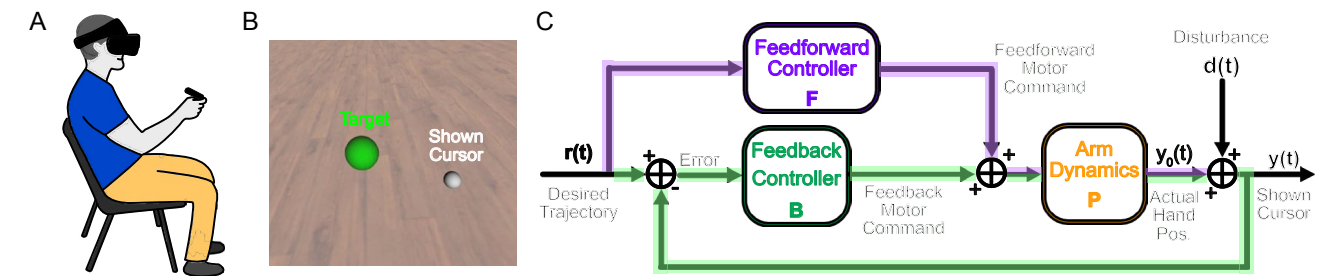 A
B
Target
Shown
Cursor
C
Feedforward
Controller
F
Feedforward
Motor
Command
Disturbance
d(t)
r(t)
Desired
Trajectory
+
-
Error
Feedback
Controller
B
Feedback
Motor
Command
+
+
Arm
Dynamics
P
y₀(t)
Actual
Hand
Pos.
+
+
y(t)
Shown
Cursor